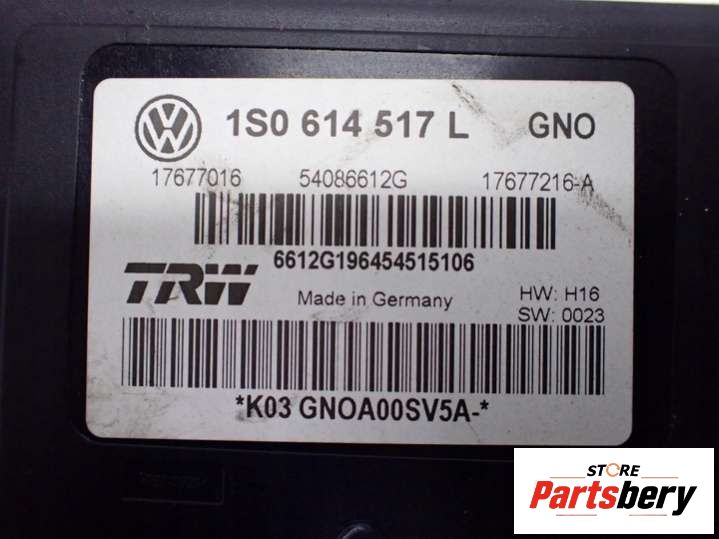 1S0 614 517 L GNO
17677016 54086612G 17677216-A
6612G196454515106
TRW
Made in Germany HW: H16
SW: 0023
*K03 GNOA00SV5A-*
STORE
Partsbery